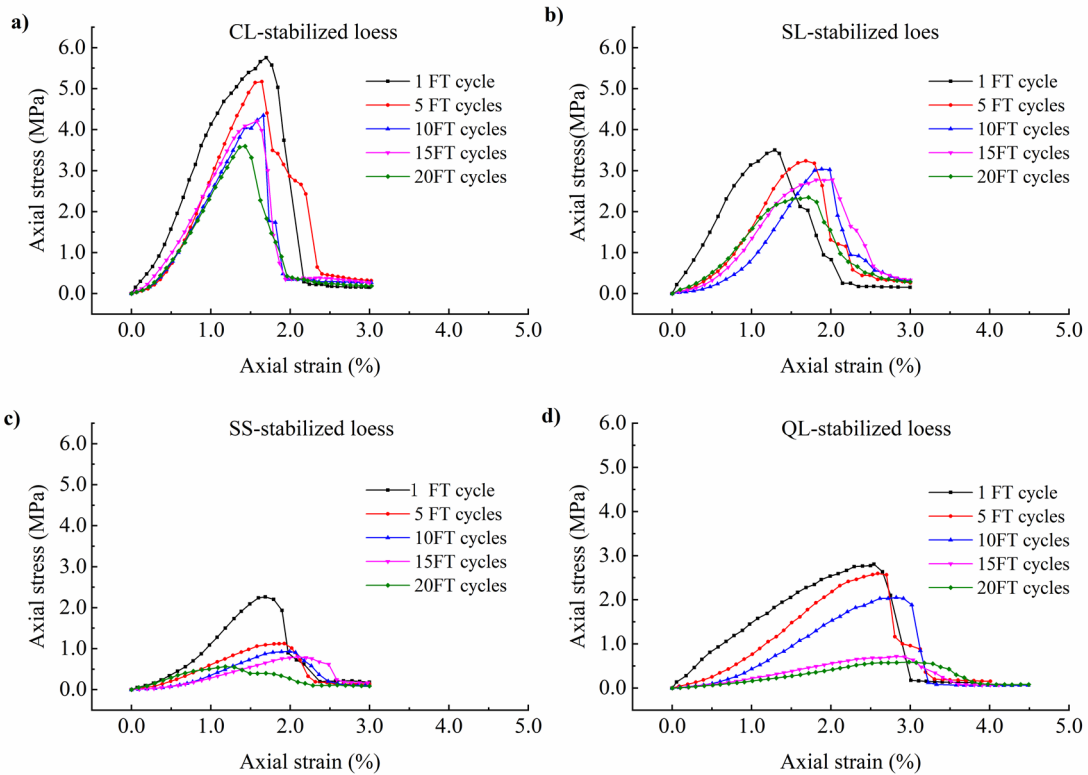 a)
CL-stabilized loess
6.0
5.0
4.0
3.0
2.0
1.0
0.0
Axial stress (MPa)
1 FT cycle
5 FT cycles
10FT cycles
15FT cycles
20FT cycles
0.0 1.0 2.0 3.0 4.0 5.0
Axial strain (%)
b)
SL-stabilized loes
6.0
5.0
4.0
3.0
2.0
1.0
0.0
Axial stress(MPa)
1 FT cycle
5 FT cycles
10FT cycles
15FT cycles
20FT cycles
0.0 1.0 2.0 3.0 4.0 5.0
Axial strain (%)
c)
SS-stabilized loess
6.0
5.0
4.0
3.0
2.0
1.0
0.0
Axial stress (MPa)
1 FT cycle
5 FT cycles
10FT cycles
15FT cycles
20FT cycles
0.0 1.0 2.0 3.0 4.0 5.0
Axial strain (%)
d)
QL-stabilized loess
6.0
5.0
4.0
3.0
2.0
1.0
0.0
Axial stress (MPa)
1 FT cycle
5 FT cycles
10FT cycles
15FT cycles
20FT cycles
0.0 1.0 2.0 3.0 4.0 5.0
Axial strain (%)